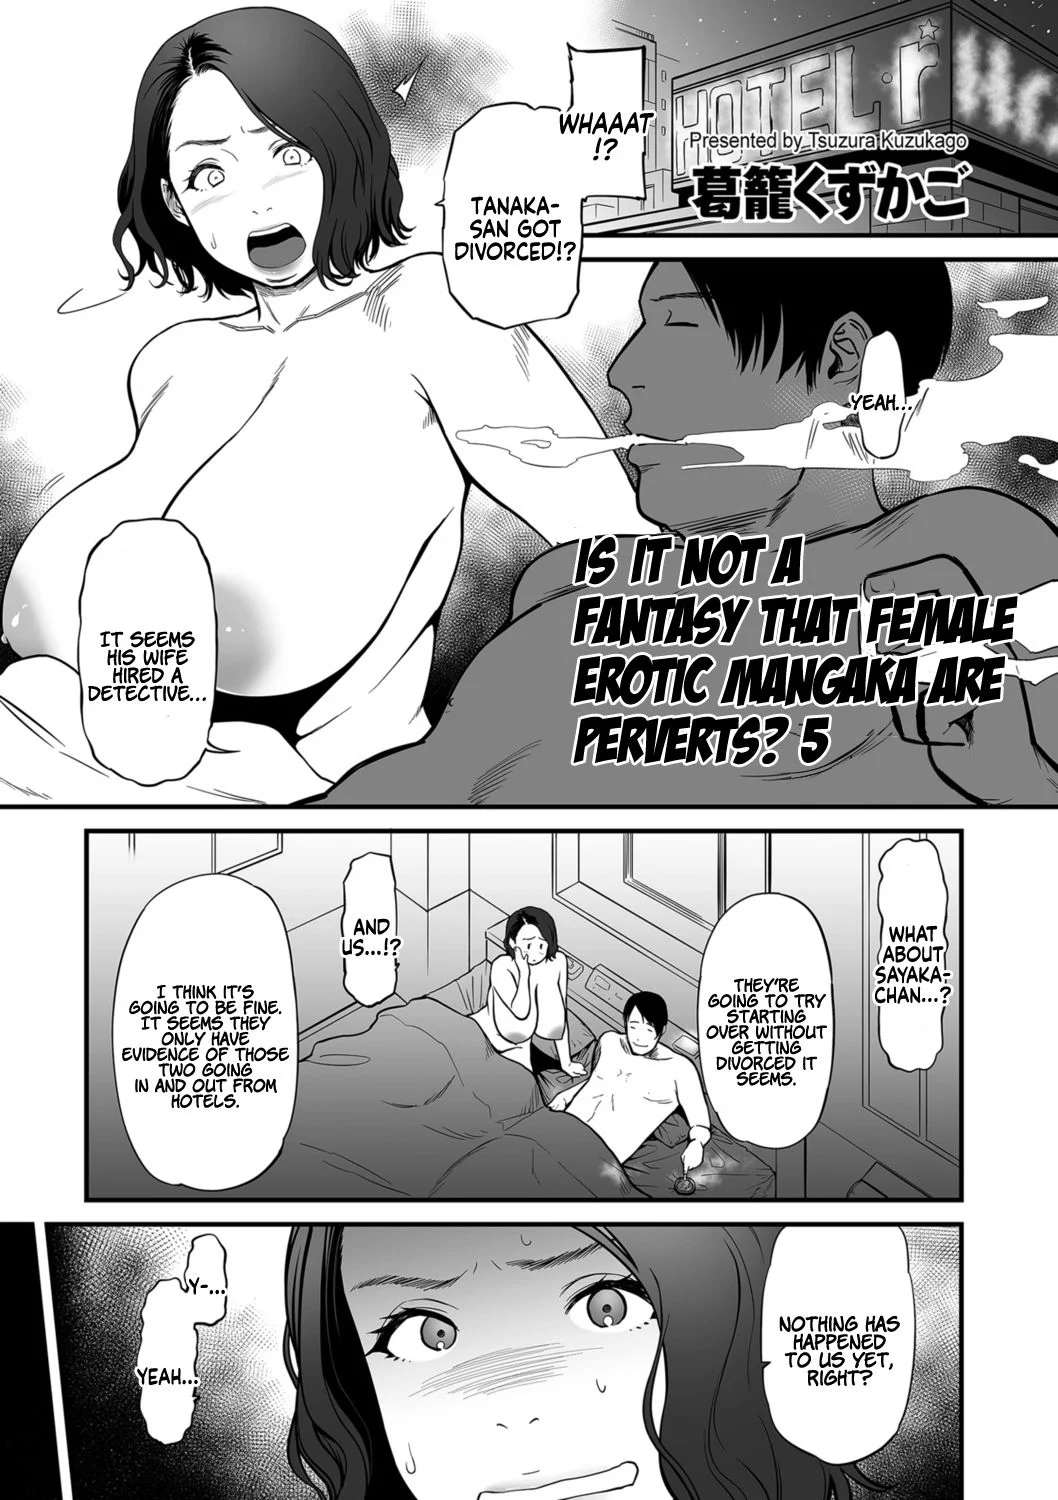 HOTEL·r
Ho
Presented by Tsuzura Kuzukago
葛籠くずかご
WHAAAT
!?
TANAKA-
SAN GOT
DIVORCED!?
YEAH...
IT SEEMS
HIS WIFE
HIRED A
DETECTIVE...
IS IT NOT A
FANTASY THAT FEMALE
EROTIC MANGAKA ARE
PERVERTS? 5
WHAT
ABOUT
SAYAKA-
CHAN...?
THEY'RE
GOING TO TRY
STARTING
OVER WITHOUT
GETTING
DIVORCED IT
SEEMS.
AND
US...!?
I THINK IT'S
GOING TO BE FINE.
IT SEEMS THEY
ONLY HAVE
EVIDENCE OF THOSE
TWO GOING
IN AND OUT FROM
HOTELS.
NOTHING HAS
HAPPENED
TO US YET,
RIGHT?
Y-...
YEAH...